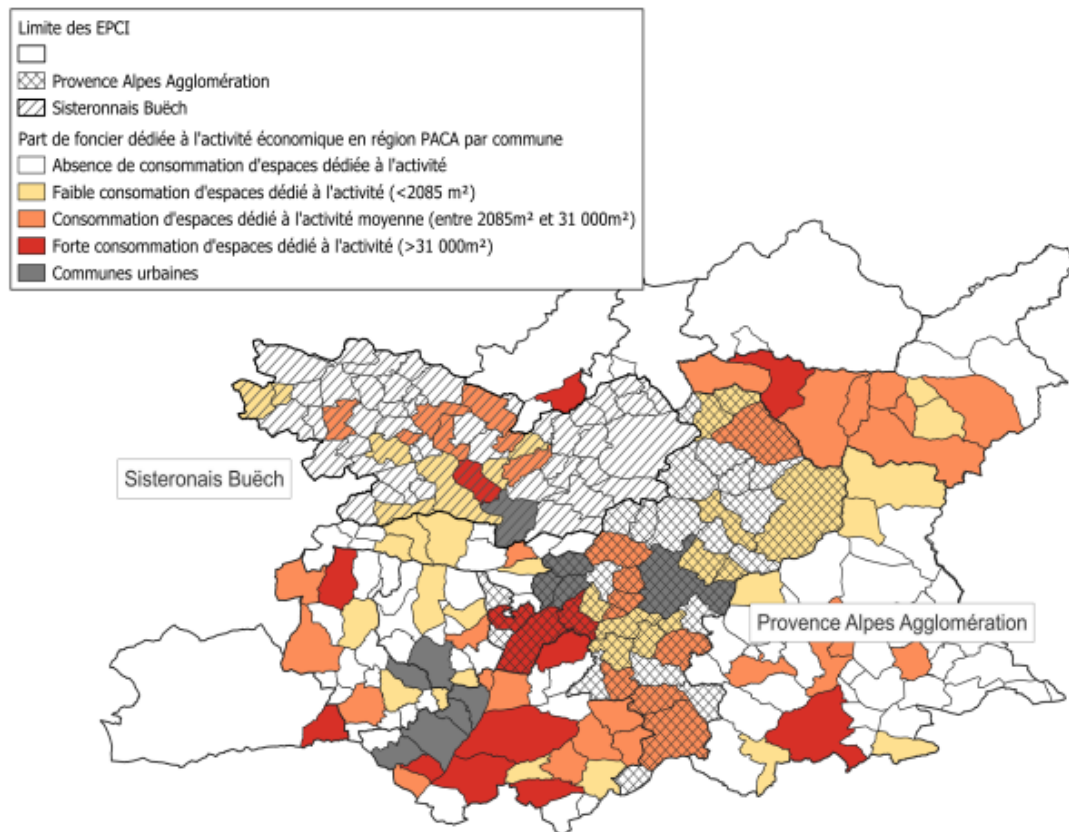 Limite des EPCI
Provence Alpes Agglomération
Sisteronnais Buëch
Part de foncier dédiée à l'activité économique en région PACA par commune
Absence de consommation d'espaces dédiée à l'activité
Faible consomation d'espaces dédié à l'activité (<2085 m²)
Consommation d'espaces dédié à l'activité moyenne (entre 2085m² et 31 000m²)
Forte consommation d'espaces dédié à l'activité (>31 000m²)
Communes urbaines
Sisteronais Buëch
Provence Alpes Agglomération